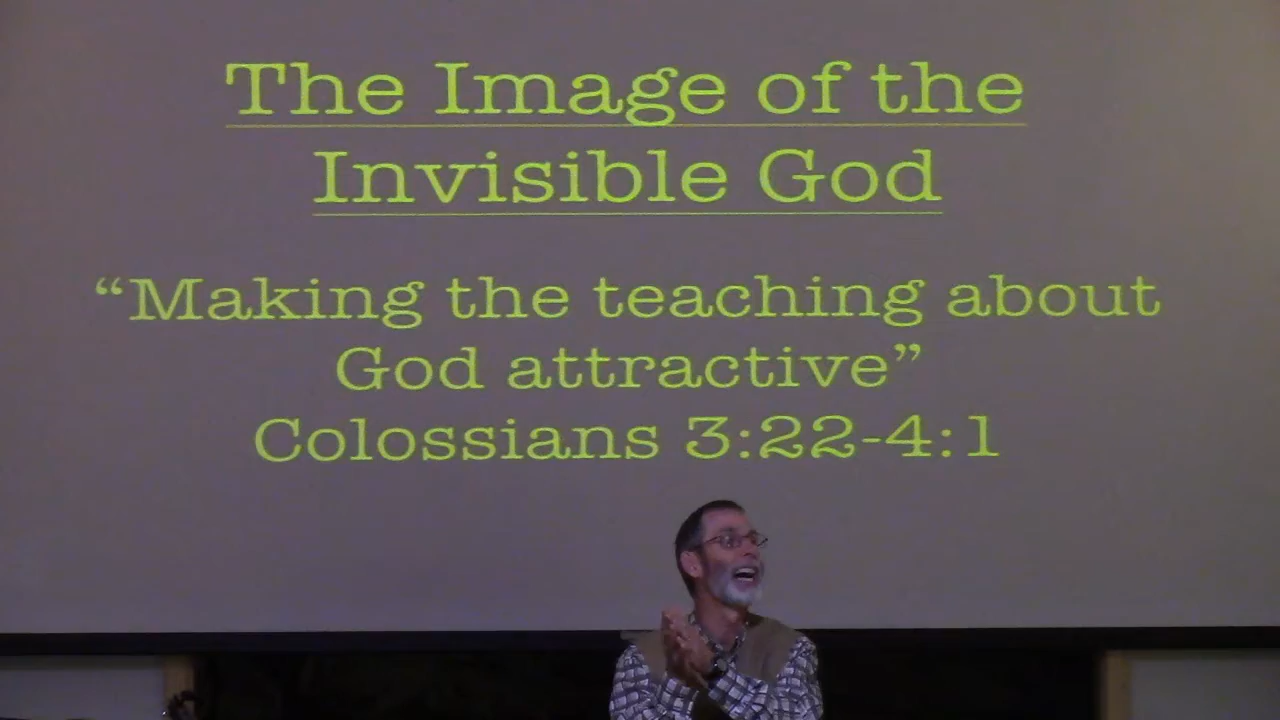 The Image of the
Invisible God
“Making the teaching about
God attractive”
Colossians 3:22-4:1